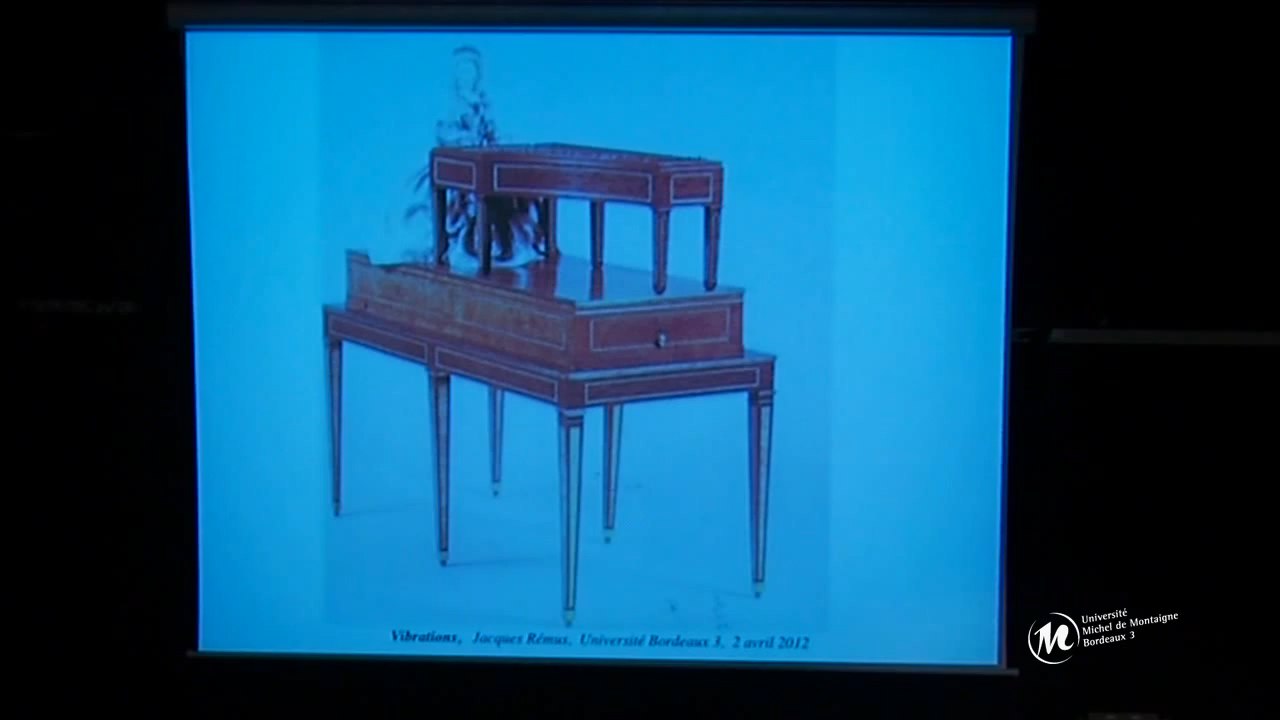 Vibrations, Jacques Rémus, Université Bordeaux 3, 2 avril 2012
Université
Michel de Montaigne
Bordeaux 3